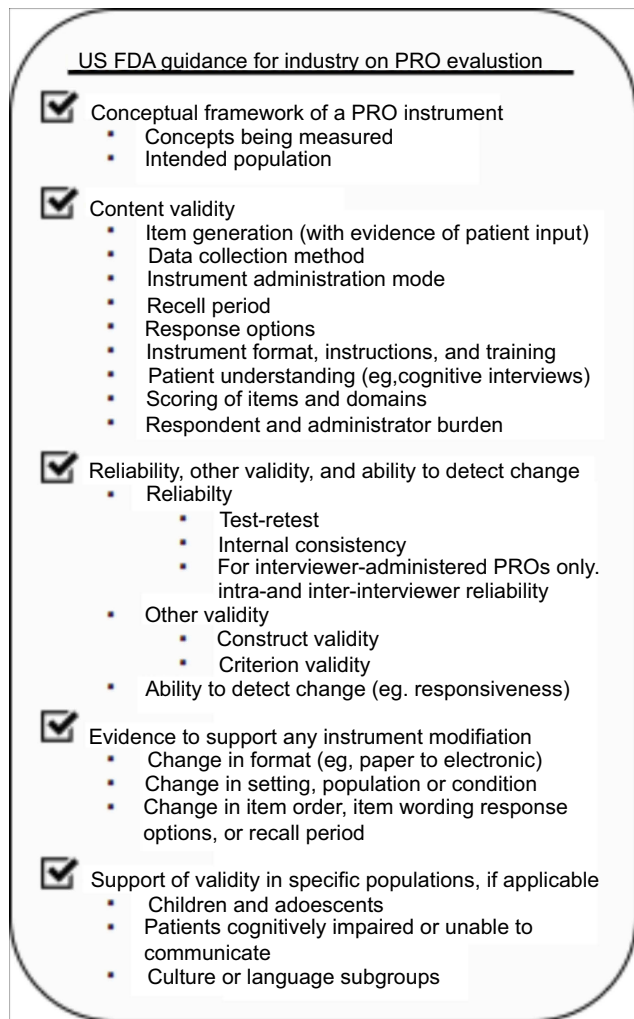 US FDA guidance for industry on PRO evaluation
Conceptual framework of a PRO instrument
Concepts being measured
Intended population
Content validity
Item generation (with evidence of patient input)
Data collection method
Instrument administration mode
Recell period
Response options
Instrument format, instructions, and training
Patient understanding (eg,cognitive interviews)
Scoring of items and domains
Respondent and administrator burden
Reliability, other validity, and ability to detect change
Reliabilty
Test-retest
Internal consistency
For interviewer-administered PROs only.
intra-and inter-interviewer reliability
Other validity
Construct validity
Criterion validity
Ability to detect change (eg. responsiveness)
Evidence to support any instrument modifiation
Change in format (eg, paper to electronic)
Change in setting, population or condition
Change in item order, item wording response
options, or recall period
Support of validity in specific populations, if applicable
Children and adoescents
Patients cognitively impaired or unable to
communicate
Culture or language subgroups